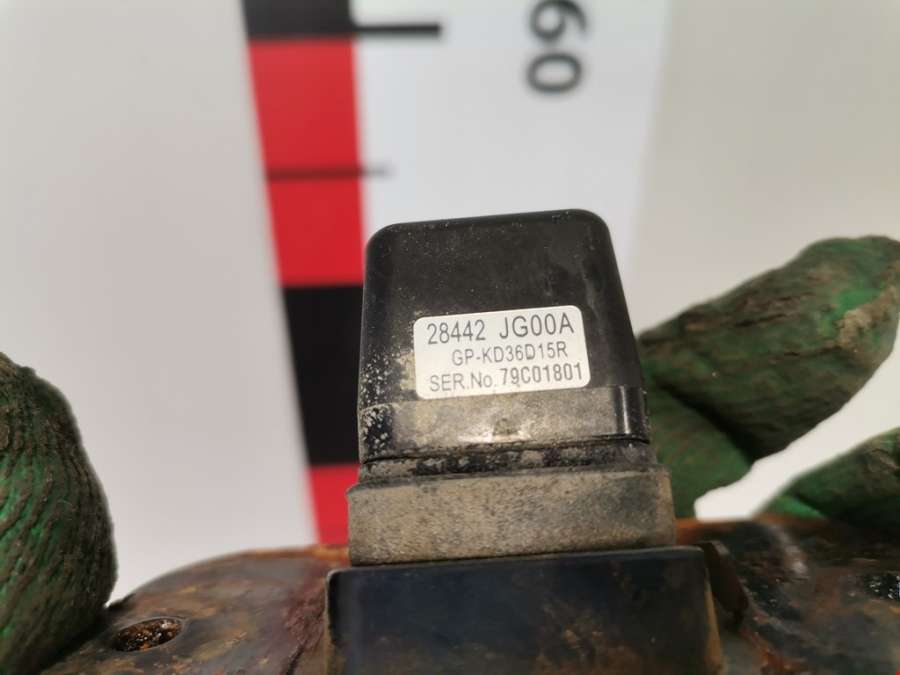 60
28442 JG00A
GP-KD36D15R
SER.No.79C01801